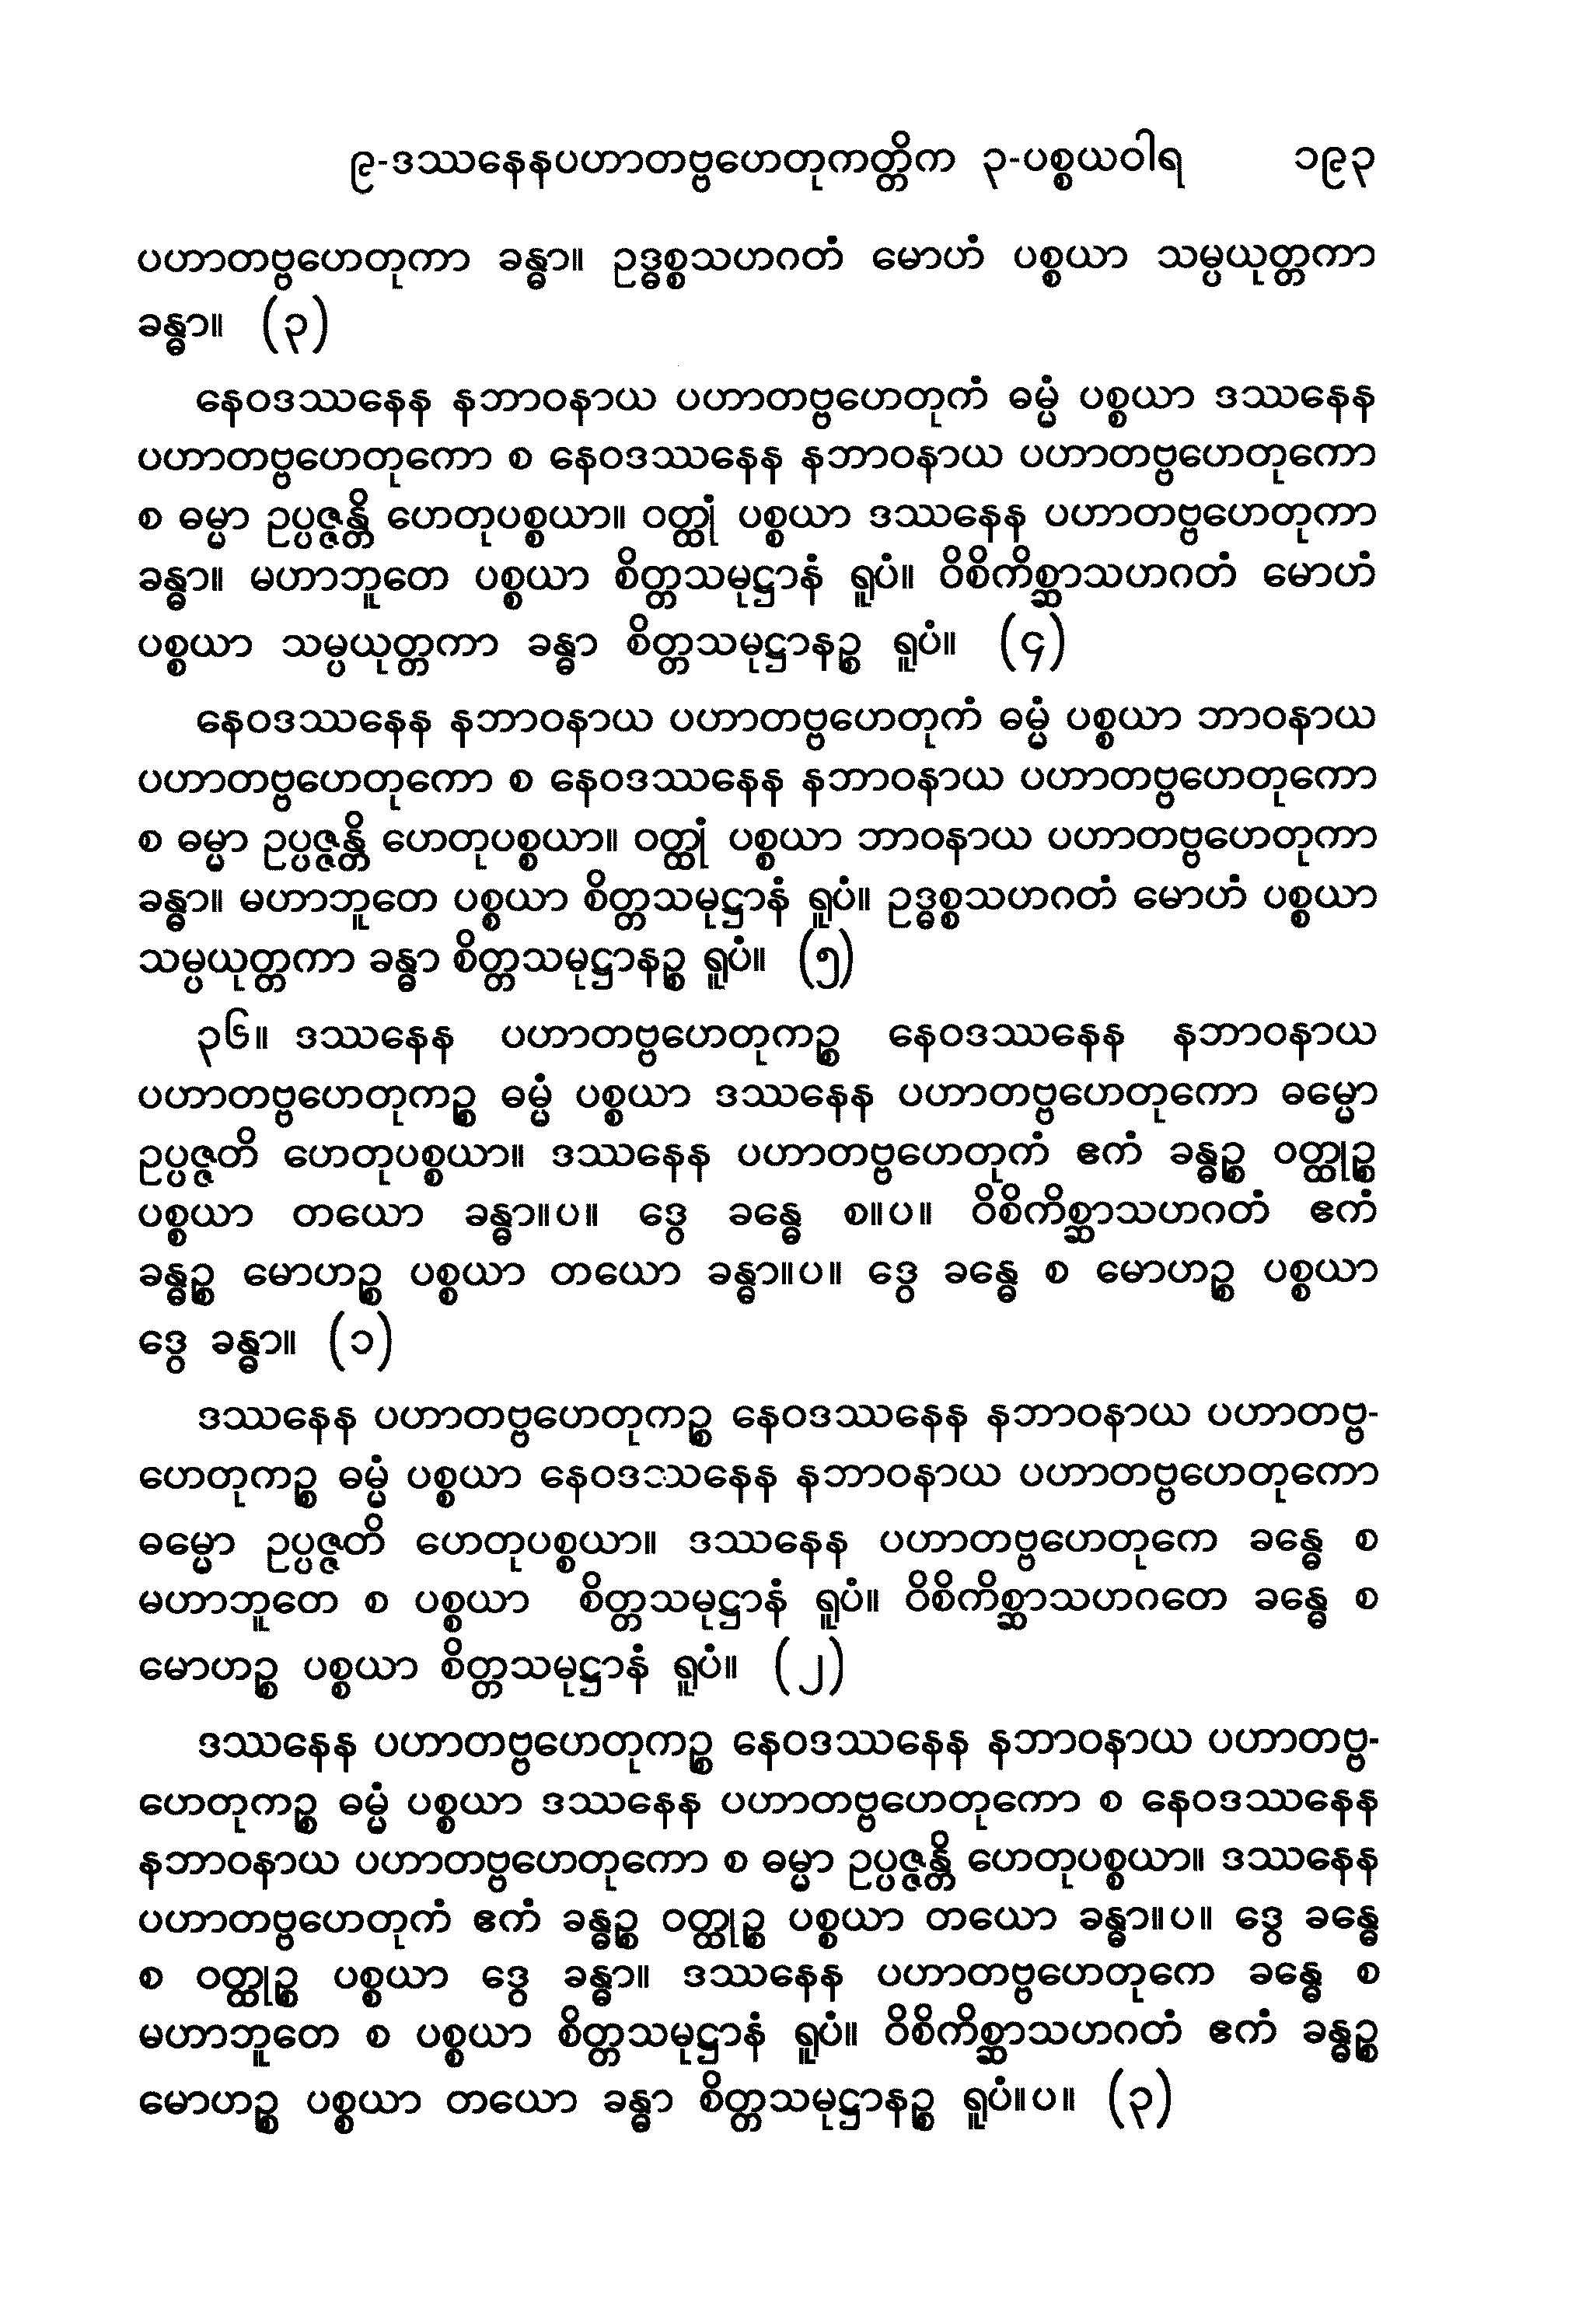 ၉-ဒဿနေနပဟာတဗ္ဗဟေတုကတ္တိက ၃-ပစ္စယဝါရ ၁၉၃
ပဟာတဗ္ဗဟေတုကာ ခန္ဓာ။ ဥဒ္ဓစ္စသဟဂတံ မောဟံ ပစ္စယာ သမ္ပယုတ္တကာ
ခန္ဓာ။ (၃)
နေဝဒဿနေန နဘာဝနာယ ပဟာတဗ္ဗဟေတုကံ ဓမ္မံ ပစ္စယာ ဒဿနေန
ပဟာတဗ္ဗဟေတုကော စ နေဝဒဿနေန နဘာဝနာယ ပဟာတဗ္ဗဟေတုကော
စ ဓမ္မာ ဥပ္ပဇ္ဇန္တိ ဟေတုပစ္စယာ။ ဝတ္ထုံ ပစ္စယာ ဒဿနေန ပဟာတဗ္ဗဟေတုကာ
ခန္ဓာ။ မဟာဘူတေ ပစ္စယာ စိတ္တသမုဋ္ဌာနံ ရူပံ။ ဝိစိကိစ္ဆာသဟဂတံ မောဟံ
ပစ္စယာ သမ္ပယုတ္တကာ ခန္ဓာ စိတ္တသမုဋ္ဌာနဉ္စ ရူပံ။ (၄)
နေဝဒဿနေန နဘာဝနာယ ပဟာတဗ္ဗဟေတုကံ ဓမ္မံ ပစ္စယာ ဘာဝနာယ
ပဟာတဗ္ဗဟေတုကော စ နေဝဒဿနေန နဘာဝနာယ ပဟာတဗ္ဗဟေတုကော
စ ဓမ္မာ ဥပ္ပဇ္ဇန္တိ ဟေတုပစ္စယာ။ ဝတ္ထုံ ပစ္စယာ ဘာဝနာယ ပဟာတဗ္ဗဟေတုကာ
ခန္ဓာ။ မဟာဘူတေ ပစ္စယာ စိတ္တသမုဋ္ဌာနံ ရူပံ။ ဥဒ္ဓစ္စသဟဂတံ မောဟံ ပစ္စယာ
သမ္ပယုတ္တကာ ခန္ဓာ စိတ္တသမုဋ္ဌာနဉ္စ ရူပံ။ (၅)
၃၆။ ဒဿနေန ပဟာတဗ္ဗဟေတုကဉ္စ နေဝဒဿနေန နဘာဝနာယ
ပဟာတဗ္ဗဟေတုကဉ္စ ဓမ္မံ ပစ္စယာ ဒဿနေန ပဟာတဗ္ဗဟေတုကော ဓမ္မော
ဥပ္ပဇ္ဇတိ ဟေတုပစ္စယာ။ ဒဿနေန ပဟာတဗ္ဗဟေတုကံ ဧကံ ခန္ဓဉ္စ ဝတ္ထုဉ္စ
ပစ္စယာ တယော ခန္ဓာ။ပ။ ဒွေ ခန္ဓေ စ။ပ။ ဝိစိကိစ္ဆာသဟဂတံ ဧကံ
ခန္ဓဉ္စ မောဟဉ္စ ပစ္စယာ တယော ခန္ဓာ။ပ။ ဒွေ ခန္ဓေ စ မောဟဉ္စ ပစ္စယာ
ဒွေ ခန္ဓာ။ (၁)
ဒဿနေန ပဟာတဗ္ဗဟေတုကဉ္စ နေဝဒဿနေန နဘာဝနာယ ပဟာတဗ္ဗ-
ဟေတုကဉ္စ ဓမ္မံ ပစ္စယာ နေဝဒဿနေန နဘာဝနာယ ပဟာတဗ္ဗဟေတုကော
ဓမ္မော ဥပ္ပဇ္ဇတိ ဟေတုပစ္စယာ။ ဒဿနေန ပဟာတဗ္ဗဟေတုကေ ခန္ဓေ စ
မဟာဘူတေ စ ပစ္စယာ စိတ္တသမုဋ္ဌာနံ ရူပံ။ ဝိစိကိစ္ဆာသဟဂတေ ခန္ဓေ စ
မောဟဉ္စ ပစ္စယာ စိတ္တသမုဋ္ဌာနံ ရူပံ။ (၂)
ဒဿနေန ပဟာတဗ္ဗဟေတုကဉ္စ နေဝဒဿနေန နဘာဝနာယ ပဟာတဗ္ဗ-
ဟေတုကဉ္စ ဓမ္မံ ပစ္စယာ ဒဿနေန ပဟာတဗ္ဗဟေတုကော စ နေဝဒဿနေန
နဘာဝနာယ ပဟာတဗ္ဗဟေတုကော စ ဓမ္မာ ဥပ္ပဇ္ဇန္တိ ဟေတုပစ္စယာ။ ဒဿနေန
ပဟာတဗ္ဗဟေတုကံ ဧကံ ခန္ဓဉ္စ ဝတ္ထုဉ္စ ပစ္စယာ တယော ခန္ဓာ။ပ။ ဒွေ ခန္ဓေ
စ ဝတ္ထုဉ္စ ပစ္စယာ ဒွေ ခန္ဓာ။ ဒဿနေန ပဟာတဗ္ဗဟေတုကေ ခန္ဓေ စ
မဟာဘူတေ စ ပစ္စယာ စိတ္တသမုဋ္ဌာနံ ရူပံ။ ဝိစိကိစ္ဆာသဟဂတံ ဧကံ ခန္ဓဉ္စ
မောဟဉ္စ ပစ္စယာ တယော ခန္ဓာ စိတ္တသမုဋ္ဌာနဉ္စ ရူပံ။ပ။ (၃)